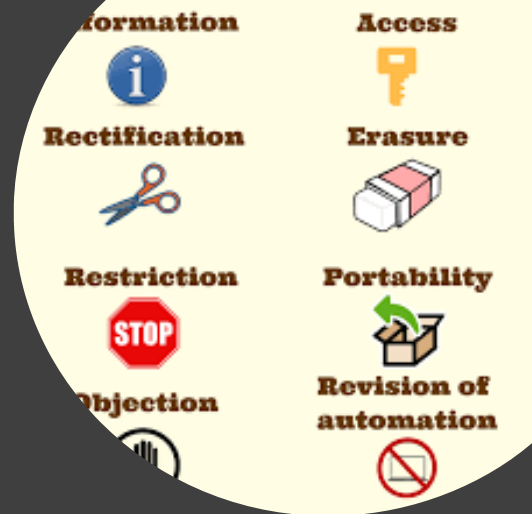 formation
Access
Rectification
Erasure
Restriction
STOP
Portability
bjection
Revision of
automation